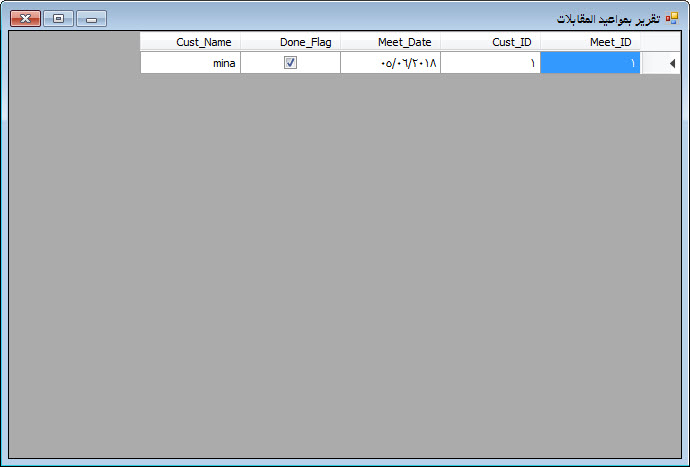 تقرير بمواعيد المقابلات
Meet_ID Cust_ID Meet_Date Done_Flag Cust_Name
١ ١ ٠٥/٠٦/٢٠١٨ mina